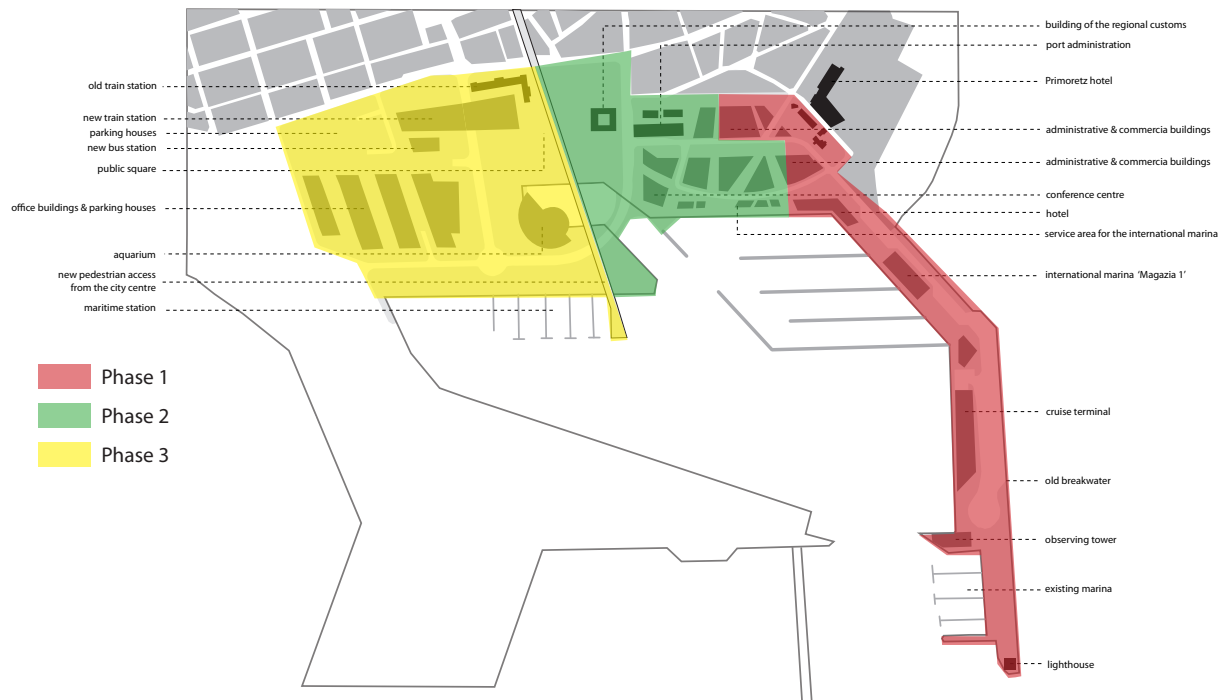 old train station
new train station
parking houses
new bus station
public square
office buildings & parking houses
aquarium
new pedestrian access
from the city centre
maritime station
Phase 1
Phase 2
Phase 3
building of the regional customs
port administration
Primoretz hotel
administrative & commercia buildings
administrative & commercia buildings
conference centre
hotel
service area for the international marina
international marina ‘Magazia 1’
cruise terminal
old breakwater
observing tower
existing marina
lighthouse